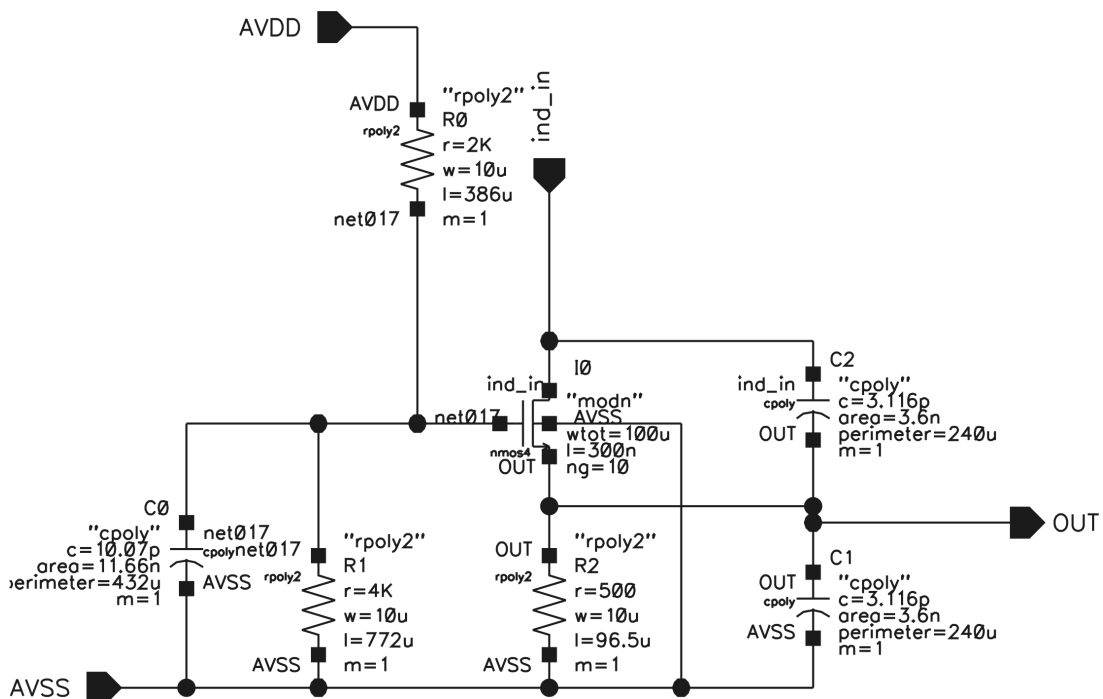 AVDD
AVDD
"rpoly2"
rpoly2
R0
r=2K
w=10u
l=386u
net017
m=1
ind_in
I0
ind_in
"modn"
net017
AVSS
wtot=100u
nmos4
l=300n
OUT
ng=10
C2
ind_in
"cpoly"
cpoly
c=3.116p
area=3.6n
OUT
perimeter=240u
m=1
OUT
C0
"cpoly"
net017
c=10.07p
cpoly
net017
area=11.66n
perimeter=432u
AVSS
m=1
"rpoly2"
R1
rpoly2
r=4K
w=10u
l=772u
AVSS
m=1
OUT
"rpoly2"
R2
rpoly2
r=500
w=10u
l=96.5u
AVSS
m=1
C1
OUT
"cpoly"
cpoly
c=3.116p
area=3.6n
AVSS
perimeter=240u
m=1
AVSS